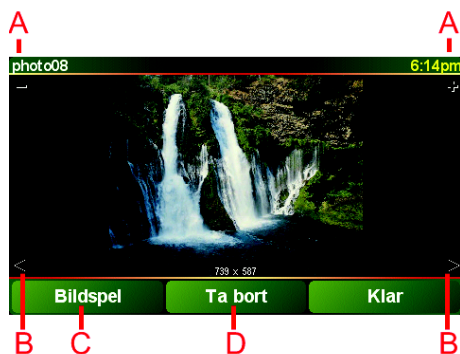 A A
photo08 6:14pm
− +
< 739 x 587 >
Bildspel Ta bort Klar
B C D B